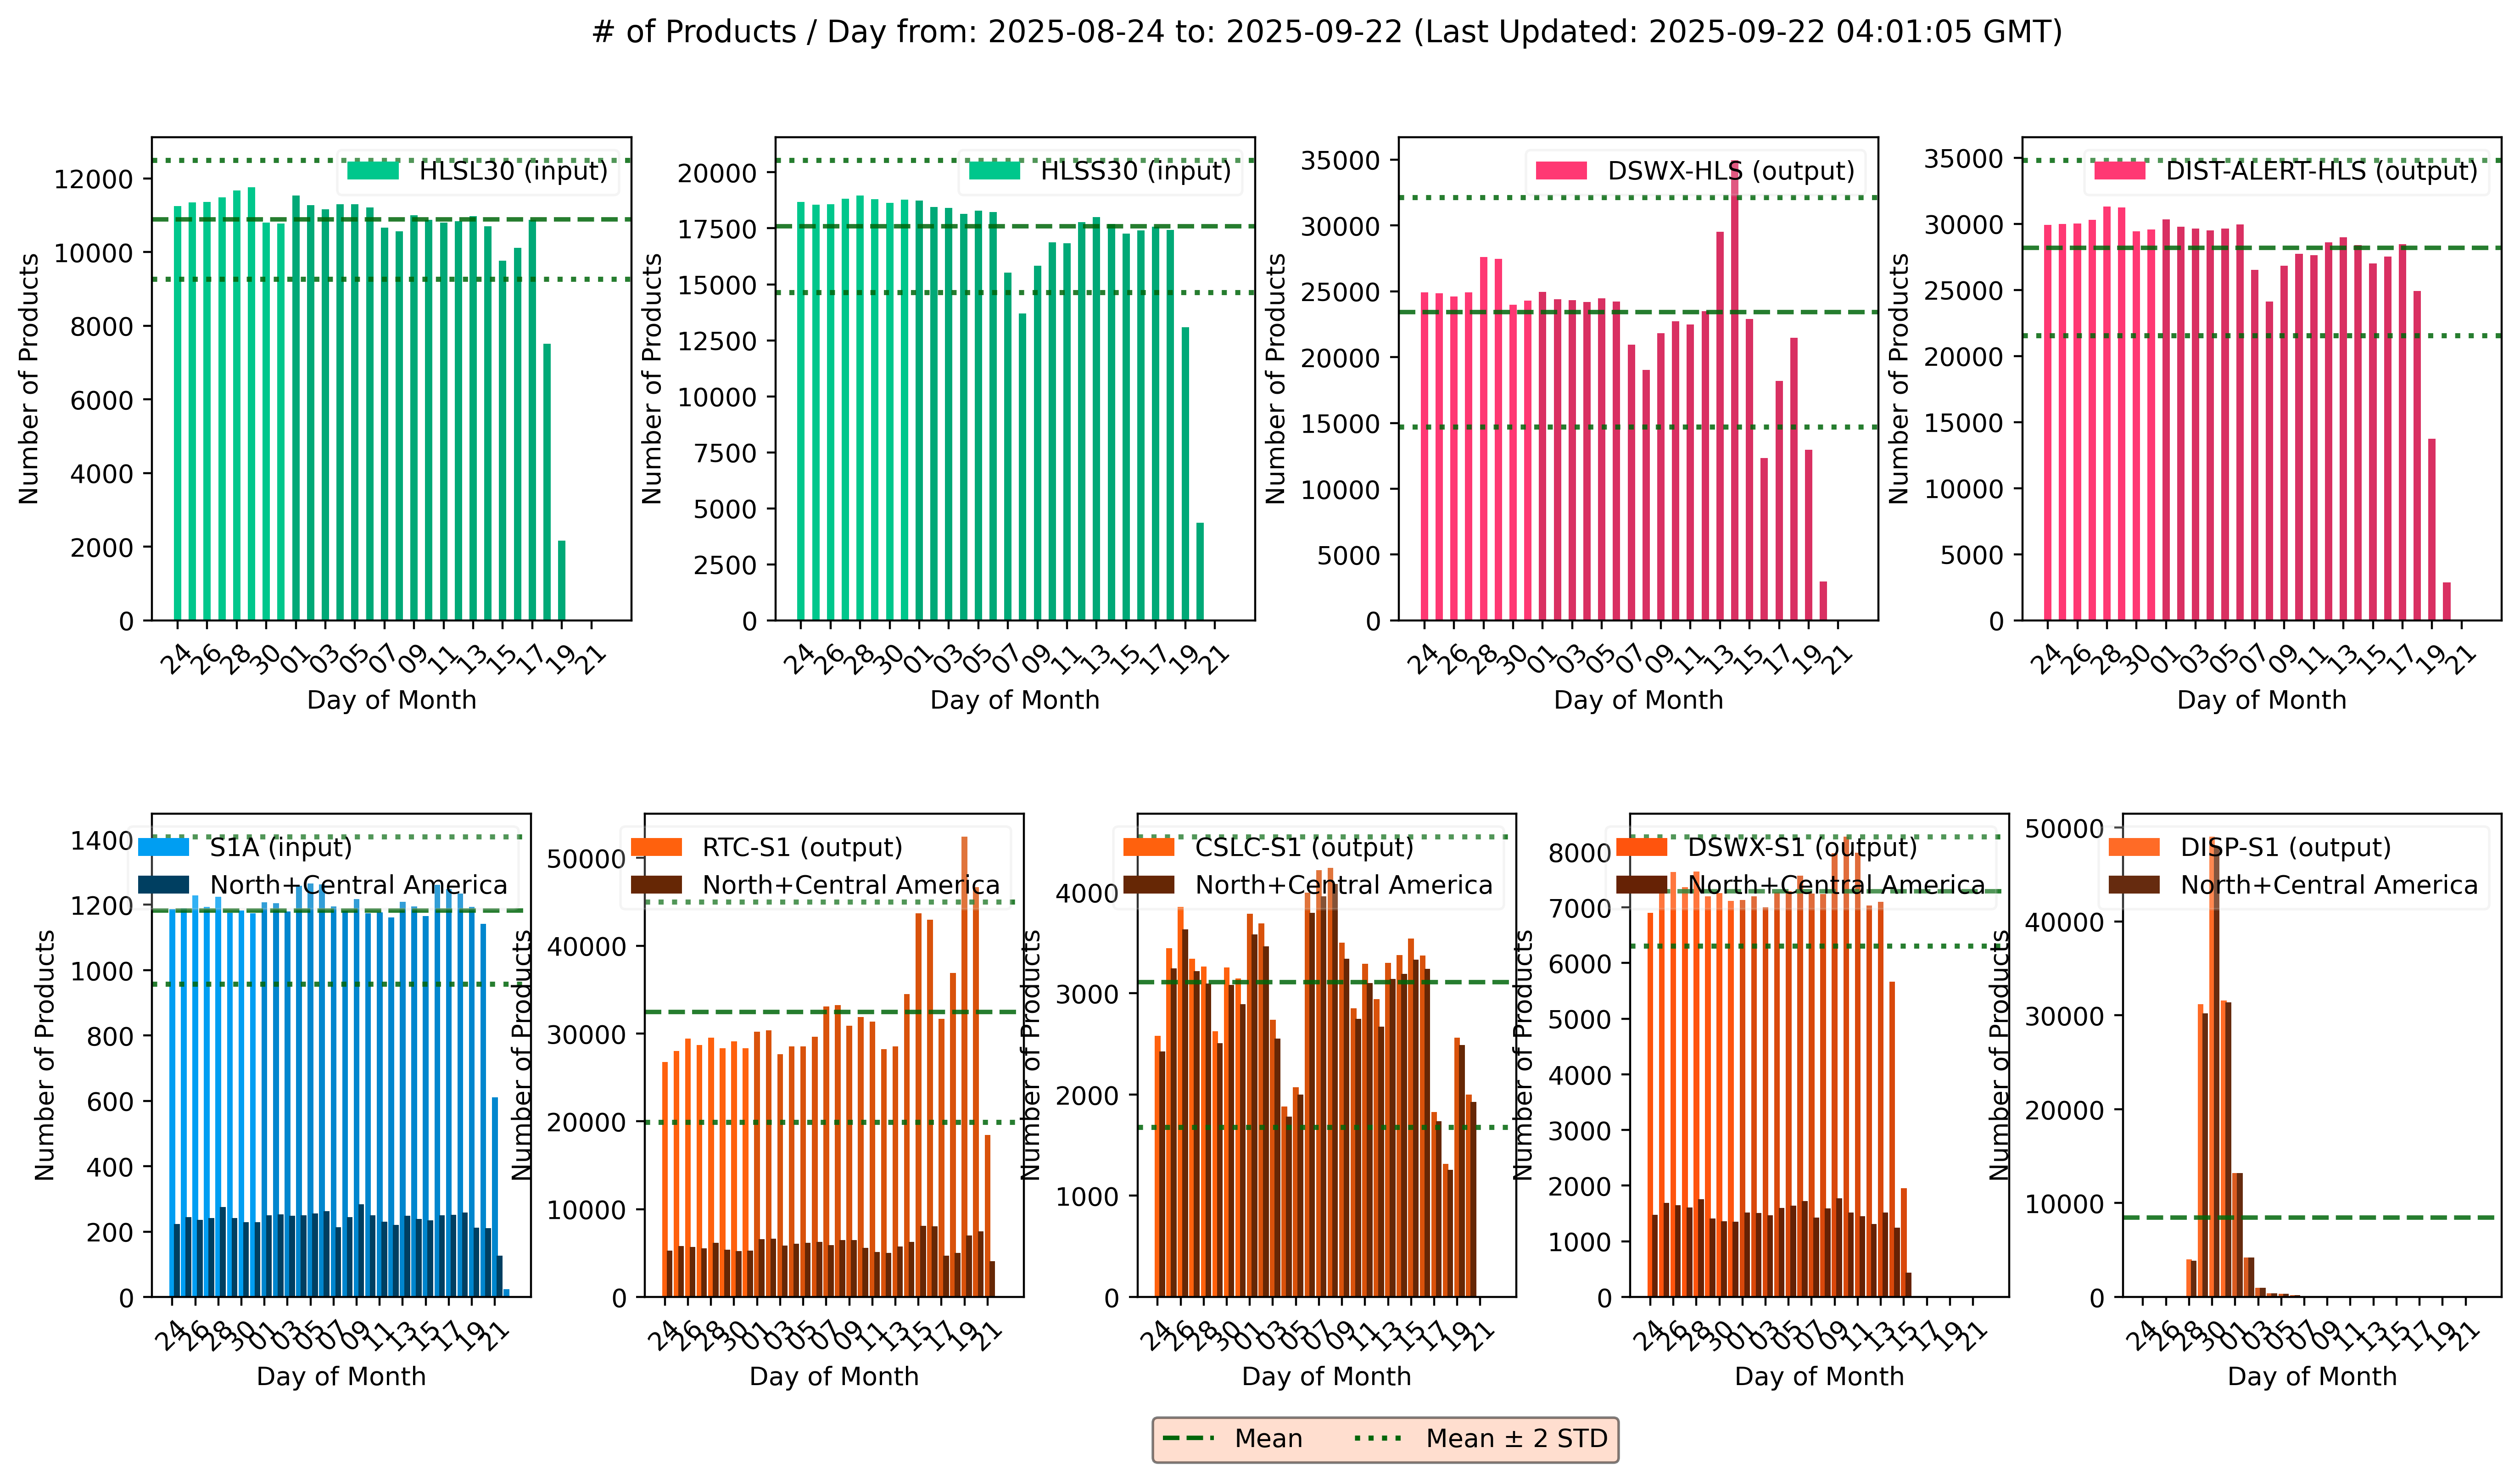 # of Products / Day from: 2025-08-24 to: 2025-09-22 (Last Updated: 2025-09-22 04:01:05 GMT)
HLSL30 (input)
Number of Products
12000
10000
8000
6000
4000
2000
0
24 26 28 30 01 03 05 07 09 11 13 15 17 19 21
Day of Month
HLSS30 (input)
Number of Products
20000
17500
15000
12500
10000
7500
5000
2500
0
24 26 28 30 01 03 05 07 09 11 13 15 17 19 21
Day of Month
DSWX-HLS (output)
Number of Products
35000
30000
25000
20000
15000
10000
5000
0
24 26 28 30 01 03 05 07 09 11 13 15 17 19 21
Day of Month
DIST-ALERT-HLS (output)
Number of Products
35000
30000
25000
20000
15000
10000
5000
0
24 26 28 30 01 03 05 07 09 11 13 15 17 19 21
Day of Month
S1A (input)
North+Central America
Number of Products
1400
1200
1000
800
600
400
200
0
24 26 28 30 01 03 05 07 09 11 13 15 17 19 21
Day of Month
RTC-S1 (output)
North+Central America
Number of Products
50000
40000
30000
20000
10000
0
24 26 28 30 01 03 05 07 09 11 13 15 17 19 21
Day of Month
CSLC-S1 (output)
North+Central America
Number of Products
4000
3000
2000
1000
0
24 26 28 30 01 03 05 07 09 11 13 15 17 19 21
Day of Month
DSWX-S1 (output)
North+Central America
Number of Products
8000
7000
6000
5000
4000
3000
2000
1000
0
24 26 28 30 01 03 05 07 09 11 13 15 17 19 21
Day of Month
DISP-S1 (output)
North+Central America
Number of Products
50000
40000
30000
20000
10000
0
24 26 28 30 01 03 05 07 09 11 13 15 17 19 21
Day of Month
Mean
Mean ± 2 STD